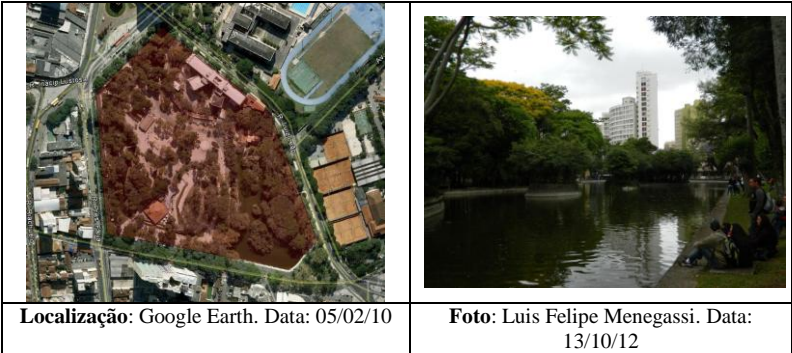 Localização: Google Earth. Data: 05/02/10
Foto: Luis Felipe Menegassi. Data:
13/10/12